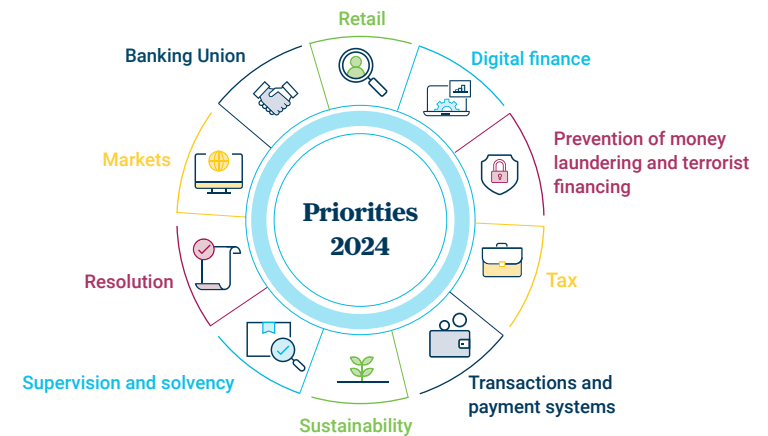 Retail
Banking Union
Digital finance
Prevention of money
laundering and terrorist
financing
Markets
Priorities
2024
Tax
Resolution
Supervision and solvency
Transactions and
payment systems
Sustainability